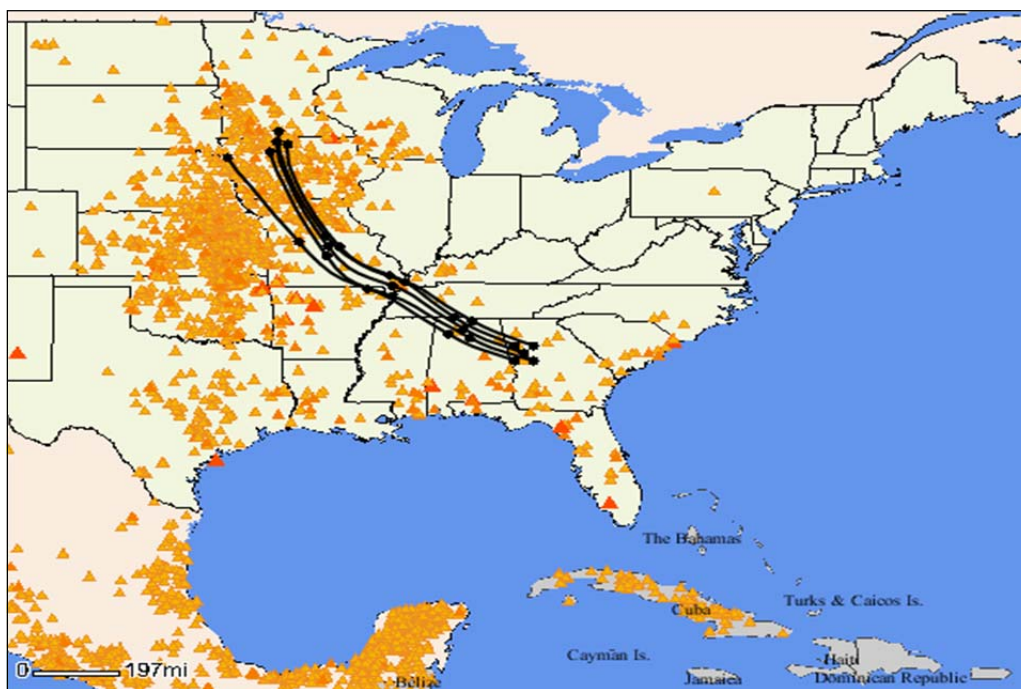 The Bahamas
Turks & Caicos Is.
Cuba
Cayman Is.
Haiti
0 197mi
Belize
Jamaica
Dominican Republic